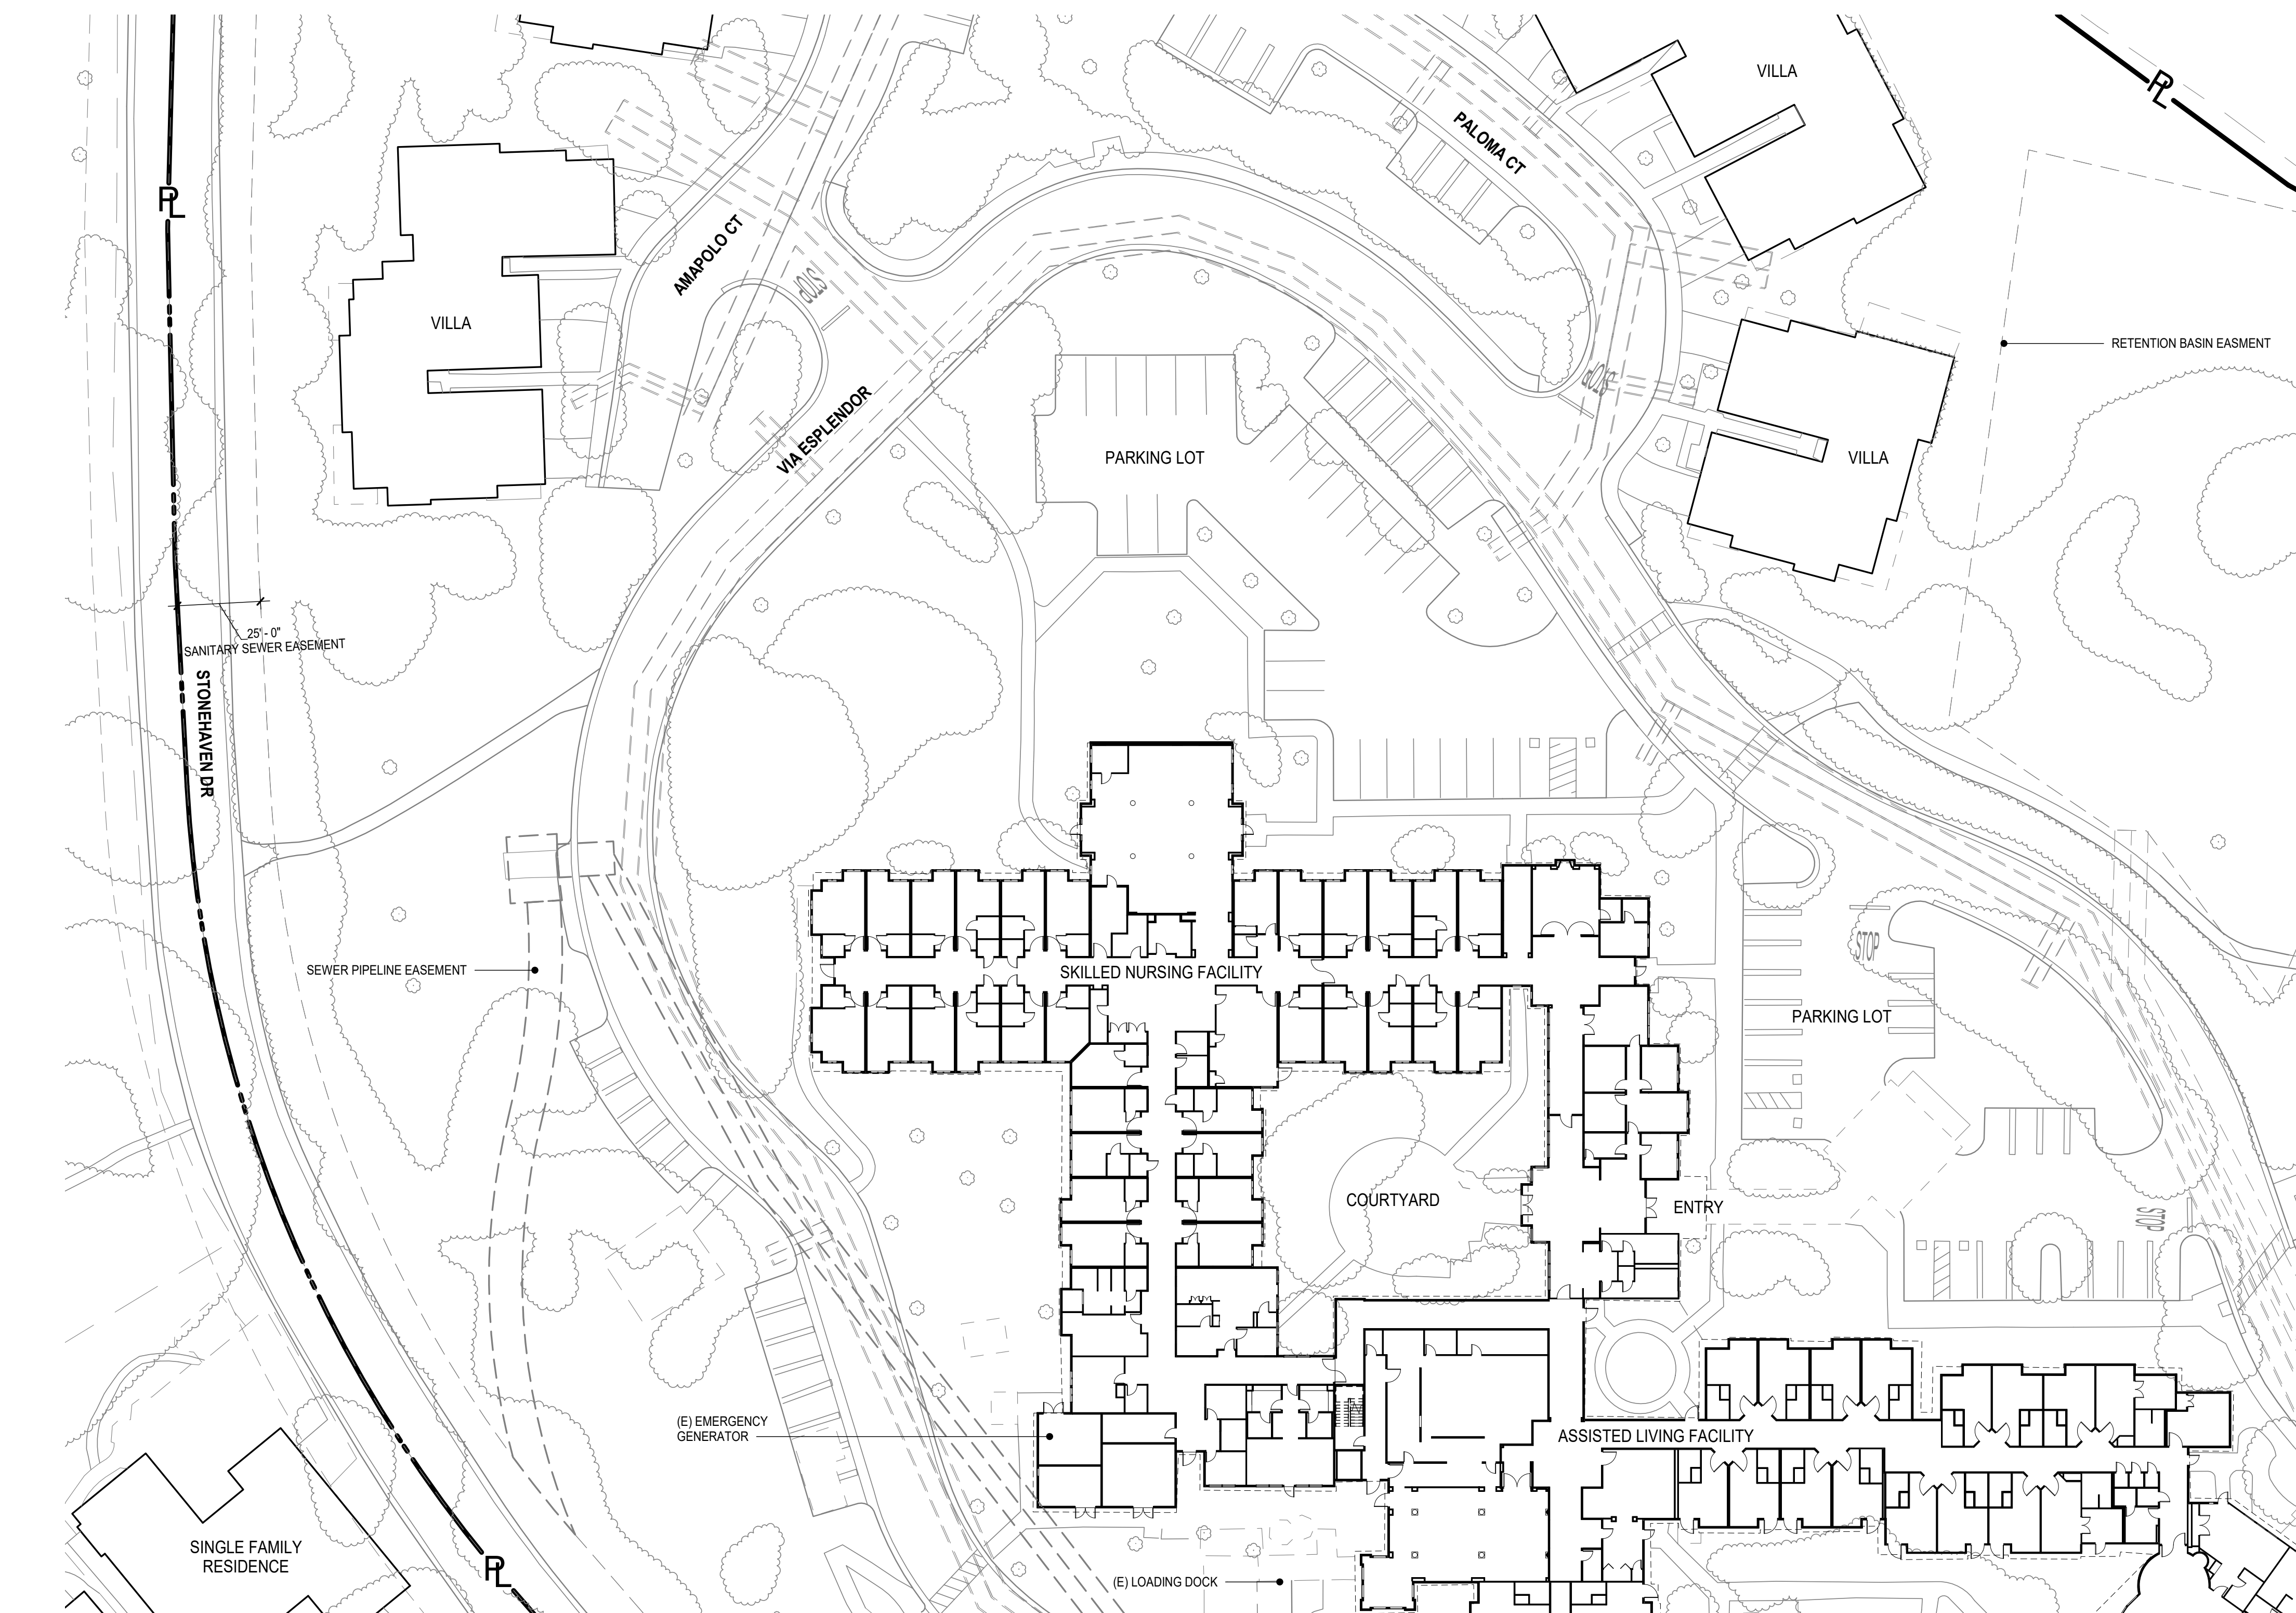 VILLA
PL
PALOMA CT
PL
AMAPOLO CT
STOP
VILLA
RETENTION BASIN EASMENT
STOP
VIA ESPLENDOR
PARKING LOT
VILLA
25' - 0"
SANITARY SEWER EASEMENT
STONEHAVEN DR
STOP
SEWER PIPELINE EASEMENT
SKILLED NURSING FACILITY
PARKING LOT
COURTYARD
ENTRY
STOP
(E) EMERGENCY
GENERATOR
ASSISTED LIVING FACILITY
SINGLE FAMILY
RESIDENCE
PL
(E) LOADING DOCK